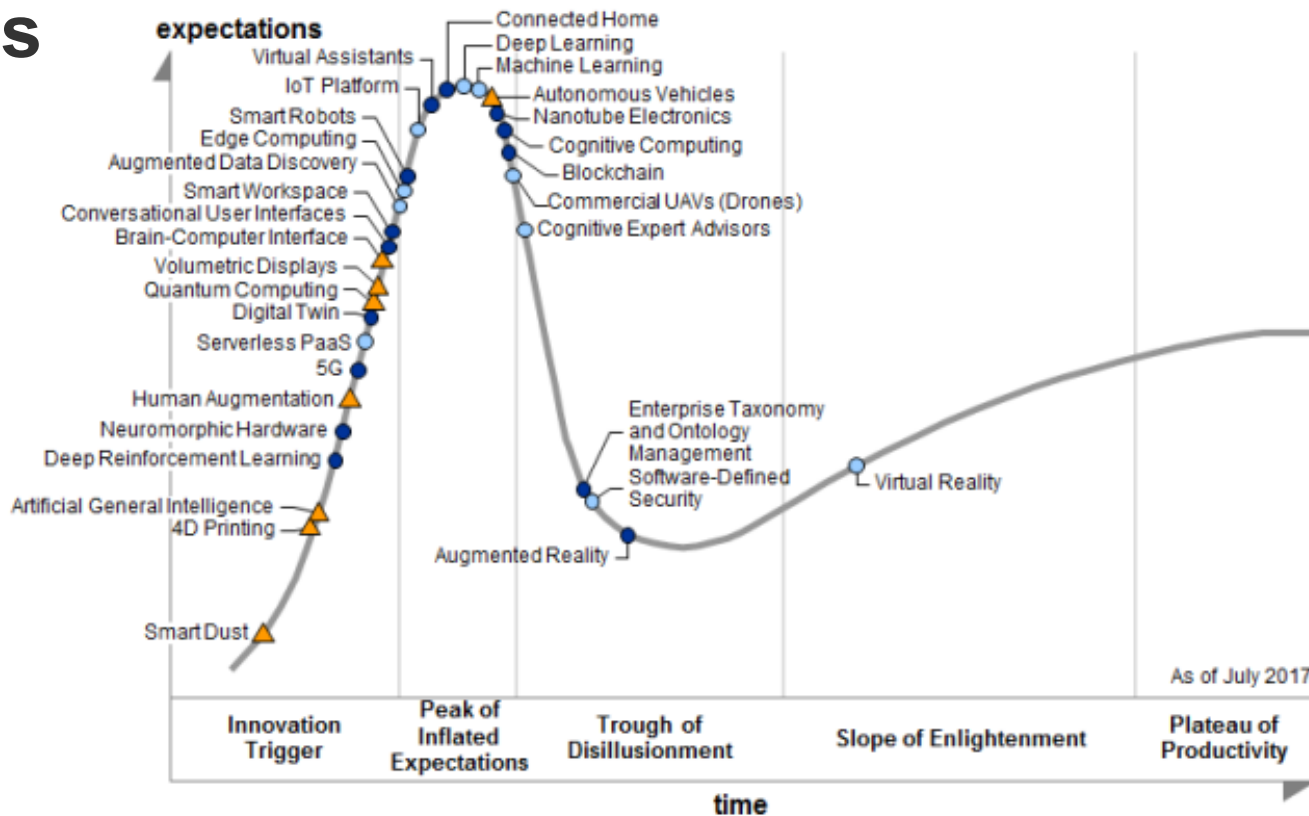 s
expectations
Connected Home
Deep Learning
Virtual Assistants
Machine Learning
IoT Platform
Autonomous Vehicles
Smart Robots
Nanotube Electronics
Edge Computing
Cognitive Computing
Augmented Data Discovery
Blockchain
Smart Workspace
Commercial UAVs (Drones)
Conversational User Interfaces
Cognitive Expert Advisors
Brain-Computer Interface
Volumetric Displays
Quantum Computing
Digital Twin
Serverless PaaS
5G
Human Augmentation
Enterprise Taxonomy
and Ontology
Management
Neuromorphic Hardware
Deep Reinforcement Learning
Software-Defined
Security
Virtual Reality
Artificial General Intelligence
4D Printing
Augmented Reality
Smart Dust
As of July 2017
Innovation
Trigger
Peak of
Inflated
Expectations
Trough of
Disillusionment
Slope of Enlightenment
Plateau of
Productivity
time